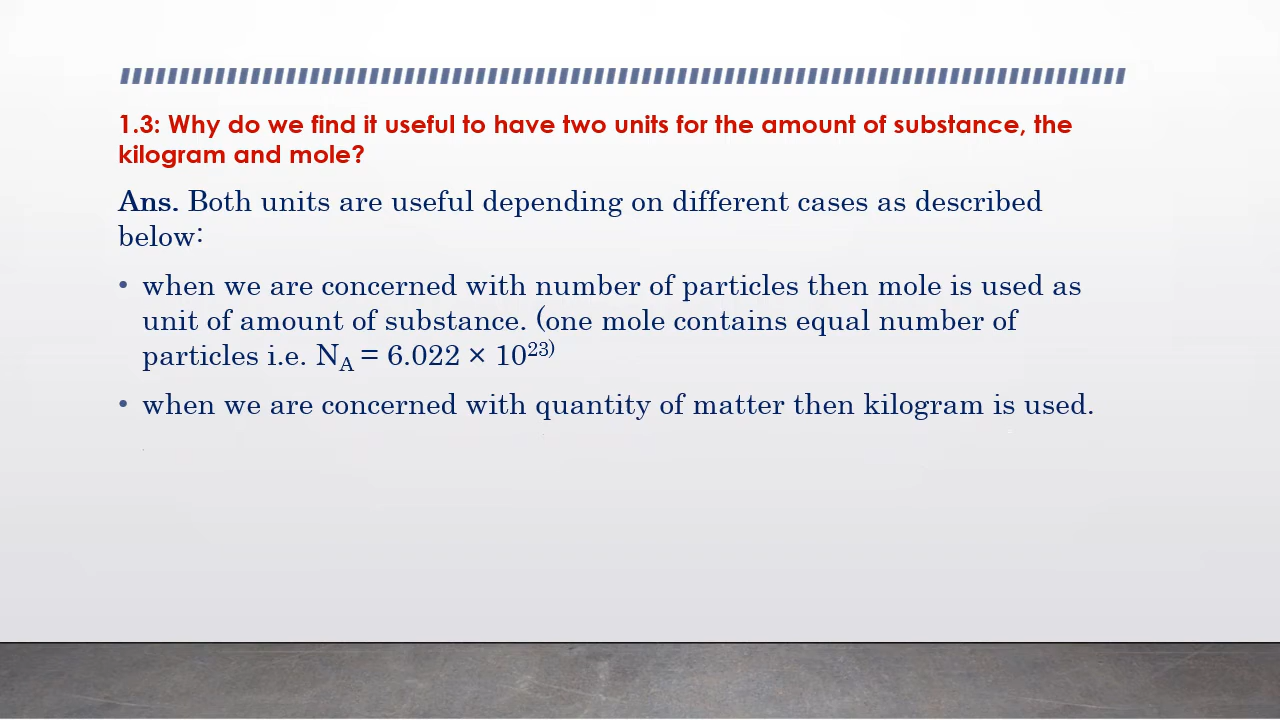 1.3: Why do we find it useful to have two units for the amount of substance, the
kilogram and mole?
Ans. Both units are useful depending on different cases as described
below:
• when we are concerned with number of particles then mole is used as
unit of amount of substance. (one mole contains equal number of
particles i.e. N_A = 6.022 × 10^23)
• when we are concerned with quantity of matter then kilogram is used.